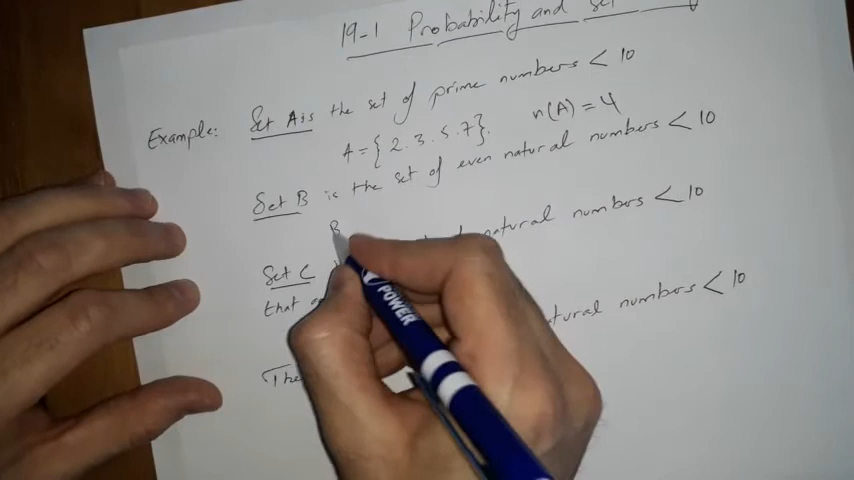 19-1 Probability and Set
Example: Set A is the set of prime numbers < 10
A = {2.3.5.7}. n(A) = 4
Set B is the set of even natural numbers < 10
B
Set C natural numbers < 10
that natural numbers < 10
The
POWER